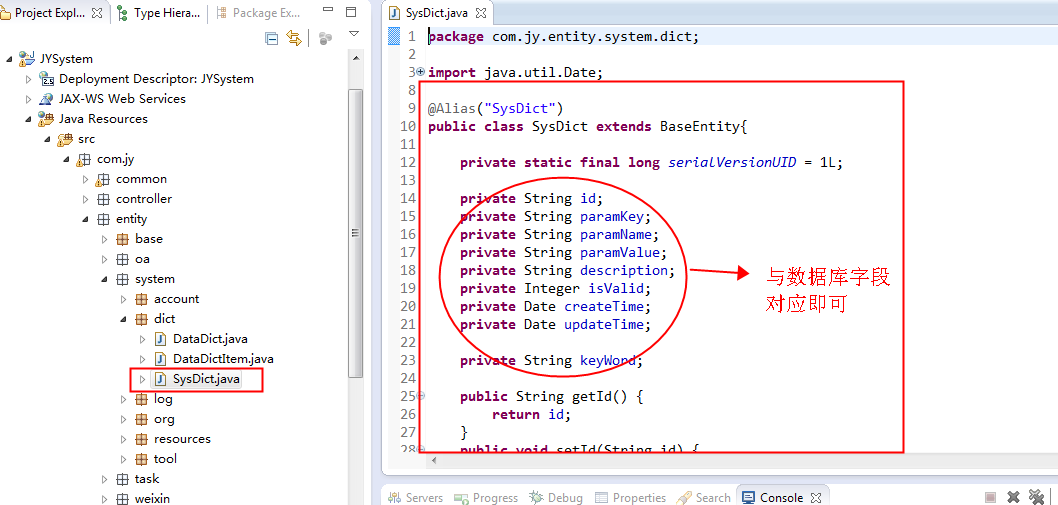 Project Expl...
Type Hierar...
Package Ex...
JYSystem
Deployment Descriptor: JYSystem
JAX-WS Web Services
Java Resources
src
com.jy
common
controller
entity
base
oa
system
account
dict
DataDict.java
DataDictItem.java
SysDict.java
log
org
resources
tool
task
weixin
SysDict.java
1 package com.jy.entity.system.dict;
2
3 import java.util.Date;
8
9 @Alias("SysDict")
10 public class SysDict extends BaseEntity{
11
12 private static final long serialVersionUID = 1L;
13
14 private String id;
15 private String paramKey;
16 private String paramName;
17 private String paramValue;
18 private String description;
19 private Integer isValid;
20 private Date createTime;
21 private Date updateTime;
22
23 private String keyWord;
24
25 public String getId() {
26 return id;
27 }
28 public void setId(String id) {
与数据库字段
对应即可
Servers
Progress
Debug
Properties
Search
Console